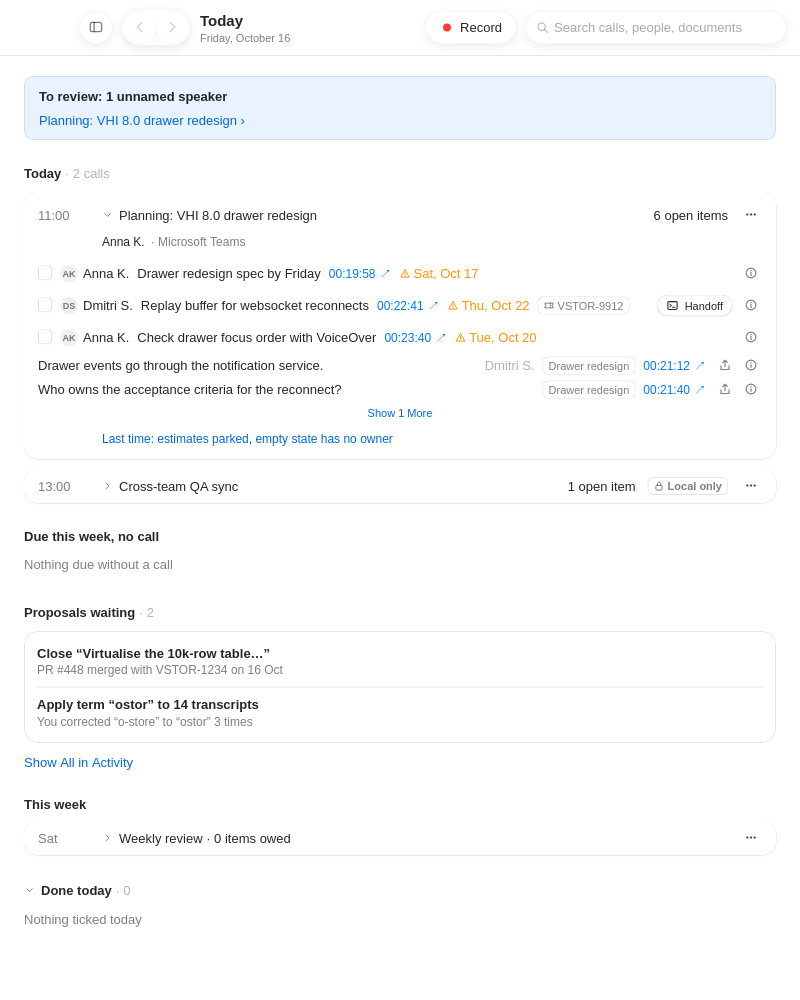 Today
Friday, October 16
Record
Search calls, people, documents
To review: 1 unnamed speaker
Planning: VHI 8.0 drawer redesign ›
Today · 2 calls
11:00 Planning: VHI 8.0 drawer redesign 6 open items
Anna K. · Microsoft Teams
AK Anna K. Drawer redesign spec by Friday 00:19:58 Sat, Oct 17
DS Dmitri S. Replay buffer for websocket reconnects 00:22:41 Thu, Oct 22 VSTOR-9912 Handoff
AK Anna K. Check drawer focus order with VoiceOver 00:23:40 Tue, Oct 20
Drawer events go through the notification service. Dmitri S. Drawer redesign 00:21:12
Who owns the acceptance criteria for the reconnect? Drawer redesign 00:21:40
Show 1 More
Last time: estimates parked, empty state has no owner
13:00 Cross-team QA sync 1 open item Local only
Due this week, no call
Nothing due without a call
Proposals waiting · 2
Close “Virtualise the 10k-row table…”
PR #448 merged with VSTOR-1234 on 16 Oct
Apply term “ostor” to 14 transcripts
You corrected “o-store” to “ostor” 3 times
Show All in Activity
This week
Sat Weekly review · 0 items owed
Done today · 0
Nothing ticked today